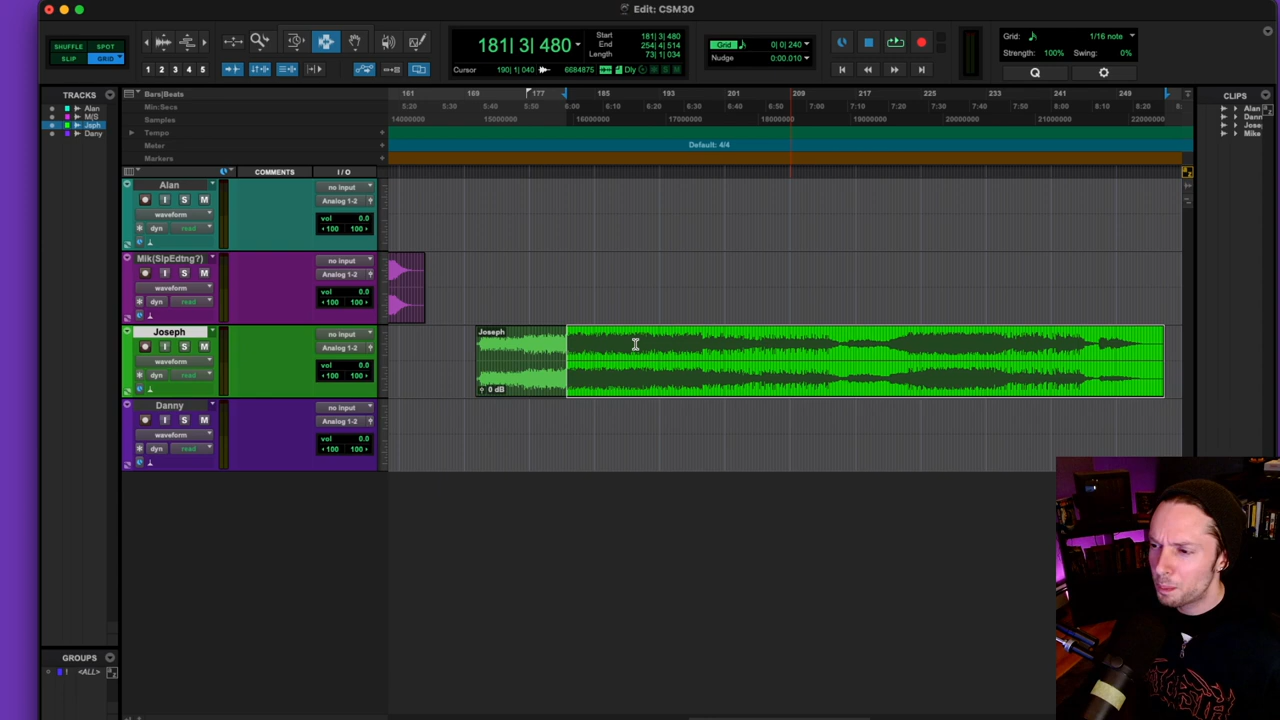 Edit: CSM30
SHUFFLE SPOT
SLIP GRID
1 2 3 4 5
181| 3| 480
Start 181| 3| 480
End 254| 4| 514
Length 73| 1| 034
Cursor 190| 1| 040 6684875 Dly S M
Grid 0| 0| 240
Nudge 0:00.010
Grid: 1/16 note
Strength: 100% Swing: 0%
Q
TRACKS
Alan
M(S
Jsph
Dany
Bars|Beats 161 169 177 185 193 201 209 217 225 233 241 249
Min:Secs 5:20 5:30 5:40 5:50 6:00 6:10 6:20 6:30 6:40 6:50 7:00 7:10 7:20 7:30 7:40 7:50 8:00 8:10 8:20
Samples 14000000 15000000 16000000 17000000 18000000 19000000 20000000 21000000 22000000
Tempo
Meter Default: 4/4
Markers
COMMENTS I / O
Alan
I S M
waveform
dyn read
no input
Analog 1-2
vol 0.0
100 100
Mik(SlpEdtng?)
I S M
waveform
dyn read
no input
Analog 1-2
vol 0.0
100 100
Joseph
I S M
waveform
dyn read
no input
Analog 1-2
vol 0.0
100 100
Joseph
0 dB
Danny
I S M
waveform
dyn read
no input
Analog 1-2
vol 0.0
100 100
CLIPS
Alan
Dann
Jose
Mike
GROUPS
1 <ALL>